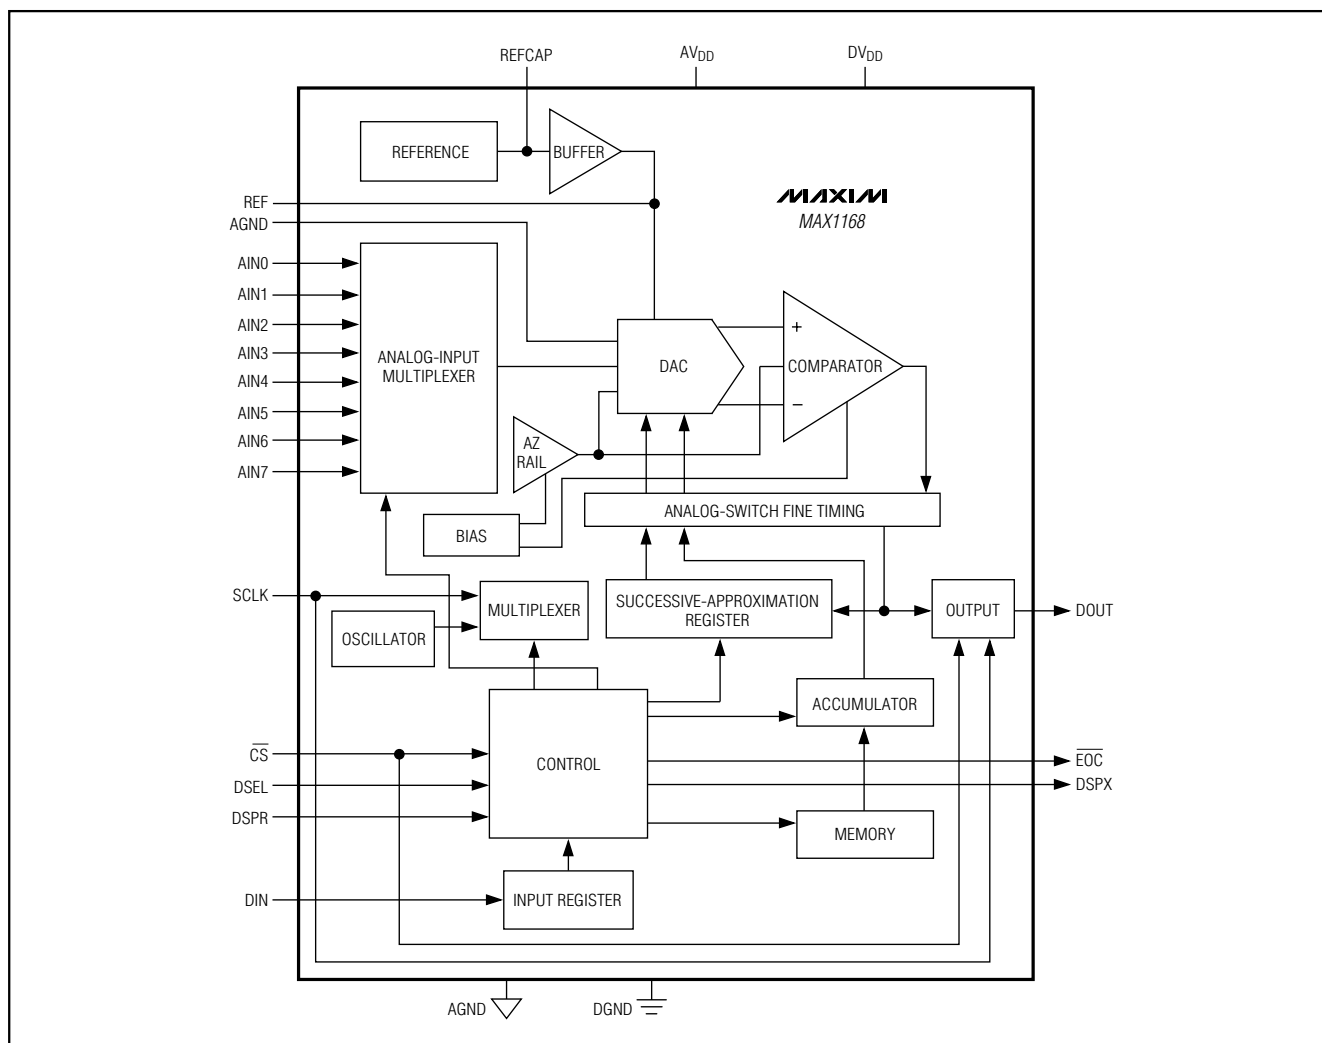 REFCAP
AVDD
DVDD
REFERENCE
BUFFER
REF
AGND
MAXIM
MAX1168
AIN0
AIN1
AIN2
AIN3
AIN4
AIN5
AIN6
AIN7
ANALOG-INPUT
MULTIPLEXER
DAC
+
COMPARATOR
−
AZ
RAIL
BIAS
ANALOG-SWITCH FINE TIMING
SCLK
MULTIPLEXER
OSCILLATOR
SUCCESSIVE-APPROXIMATION
REGISTER
OUTPUT
DOUT
ACCUMULATOR
C̅S̅
DSEL
DSPR
CONTROL
E̅O̅C̅
DSPX
MEMORY
DIN
INPUT REGISTER
AGND
DGND